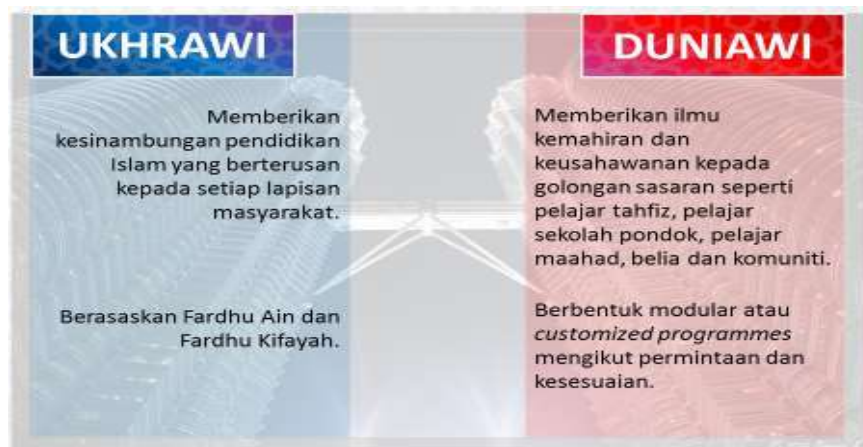 UKHRAWI
Memberikan
kesinambungan pendidikan
Islam yang berterusan
kepada setiap lapisan
masyarakat.
Berasaskan Fardhu Ain dan
Fardhu Kifayah.
DUNIAWI
Memberikan ilmu
kemahiran dan
keusahawanan kepada
golongan sasaran seperti
pelajar tahfiz, pelajar
sekolah pondok, pelajar
maahad, belia dan komuniti.
Berbentuk modular atau
customized programmes
mengikut permintaan dan
kesesuaian.